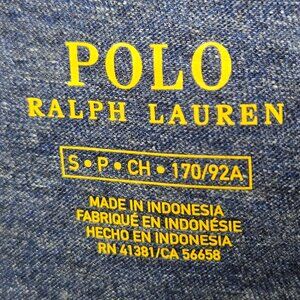 POLO
RALPH LAUREN
S • P • CH • 170/92A
MADE IN INDONESIA
FABRIQUÉ EN INDONÉSIE
HECHO EN INDONESIA
RN 41381/CA 56658